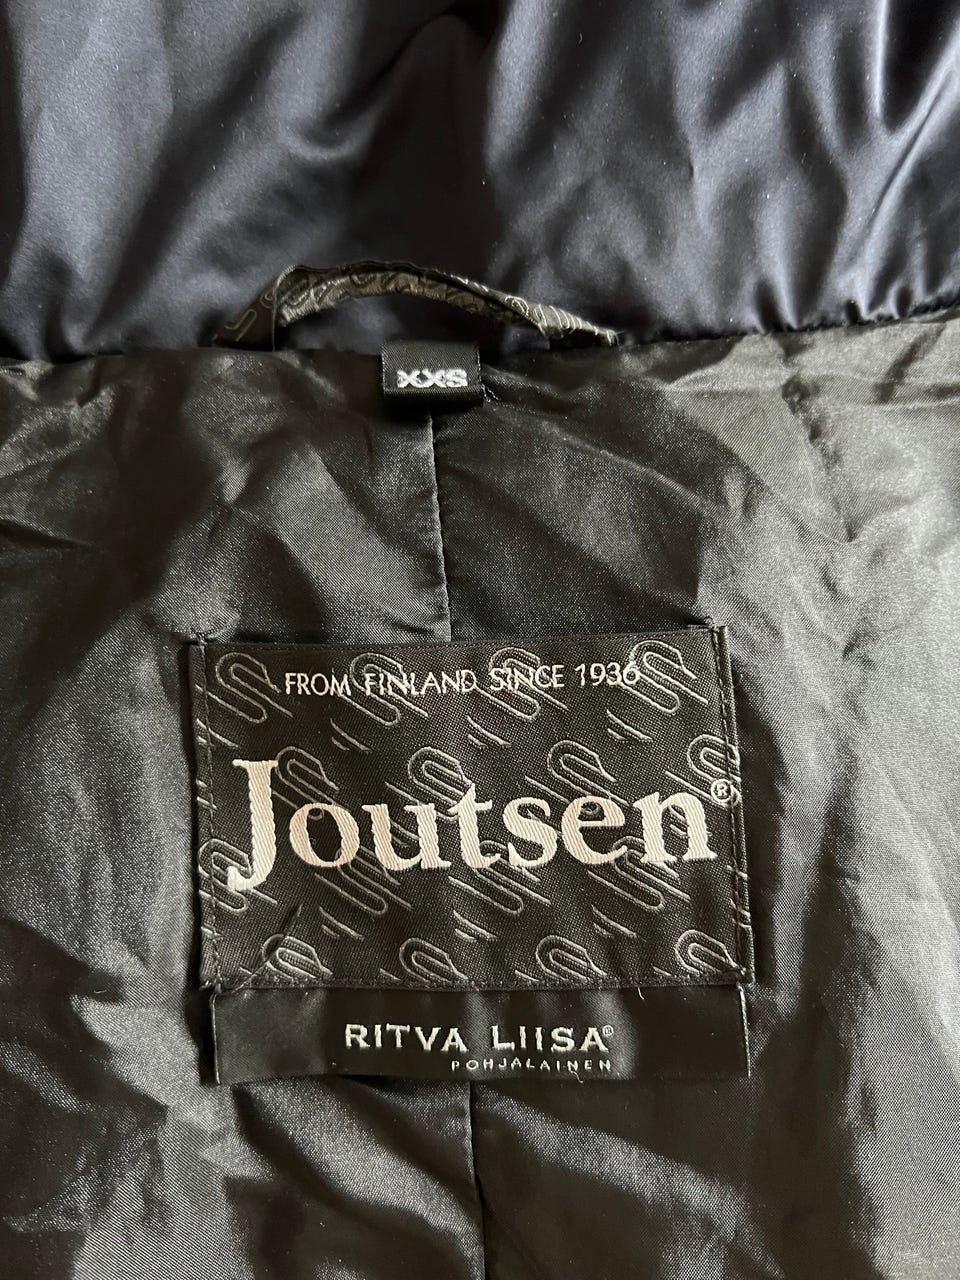 XXS
FROM FINLAND SINCE 1936
Joutsen®
RITVA LIISA®
POHJALAINEN